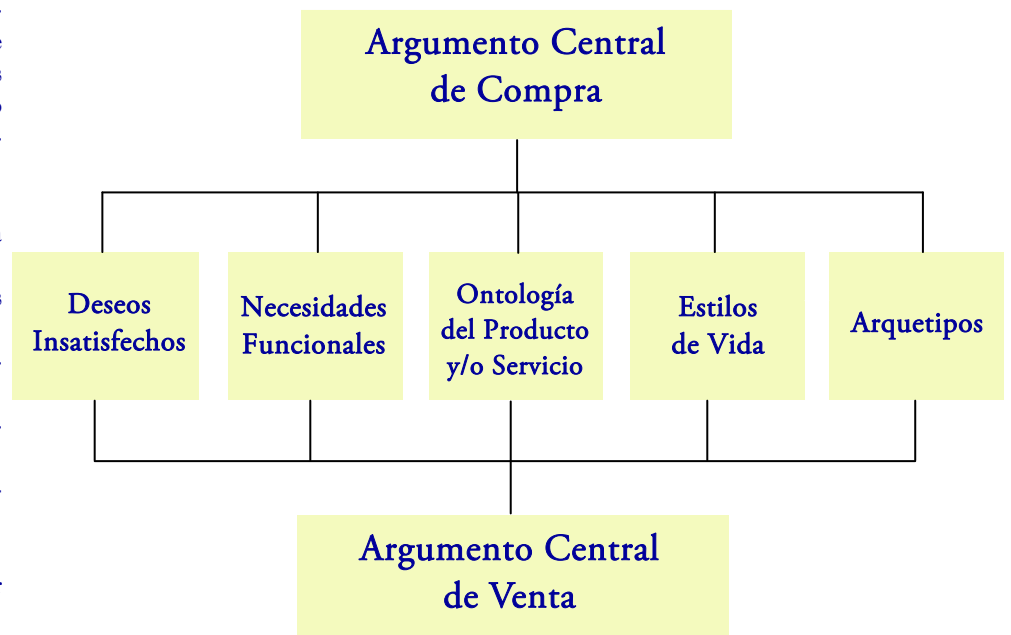 Argumento Central
de Compra
Deseos
Insatisfechos
Necesidades
Funcionales
Ontología
del Producto
y/o Servicio
Estilos
de Vida
Arquetipos
Argumento Central
de Venta